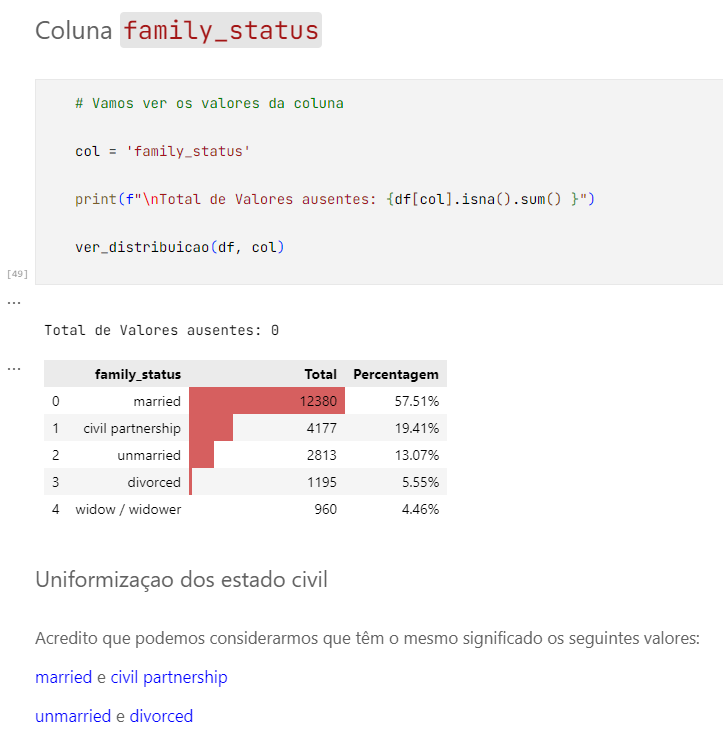 Coluna family_status
# Vamos ver os valores da coluna
col = 'family_status'
print(f"\nTotal de Valores ausentes: {df[col].isna().sum() }")
ver_distribuicao(df, col)
[49]
...
Total de Valores ausentes: 0
...
family_status Total Percentagem
0 married 12380 57.51%
1 civil partnership 4177 19.41%
2 unmarried 2813 13.07%
3 divorced 1195 5.55%
4 widow / widower 960 4.46%
Uniformizaçao dos estado civil
Acredito que podemos considerarmos que têm o mesmo significado os seguintes valores:
married e civil partnership
unmarried e divorced